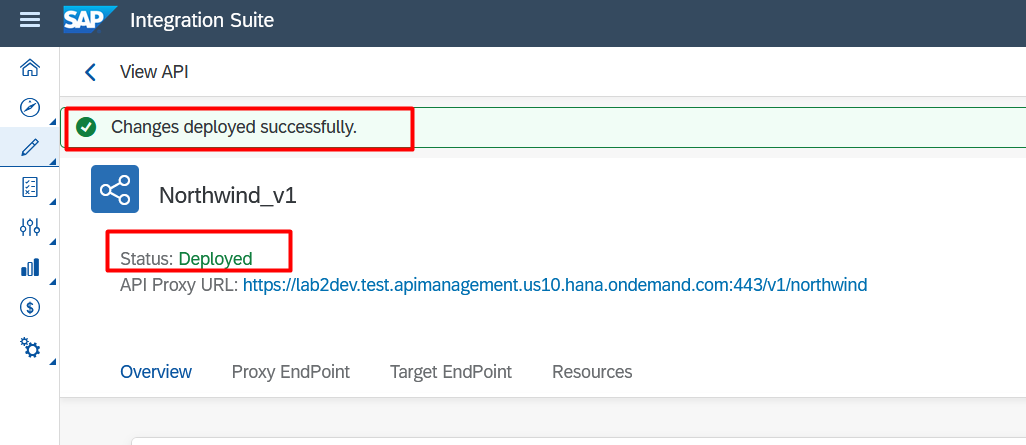 SAP Integration Suite
View API
Changes deployed successfully.
Northwind_v1
Status: Deployed
API Proxy URL: https://lab2dev.test.apimanagement.us10.hana.ondemand.com:443/v1/northwind
Overview Proxy EndPoint Target EndPoint Resources